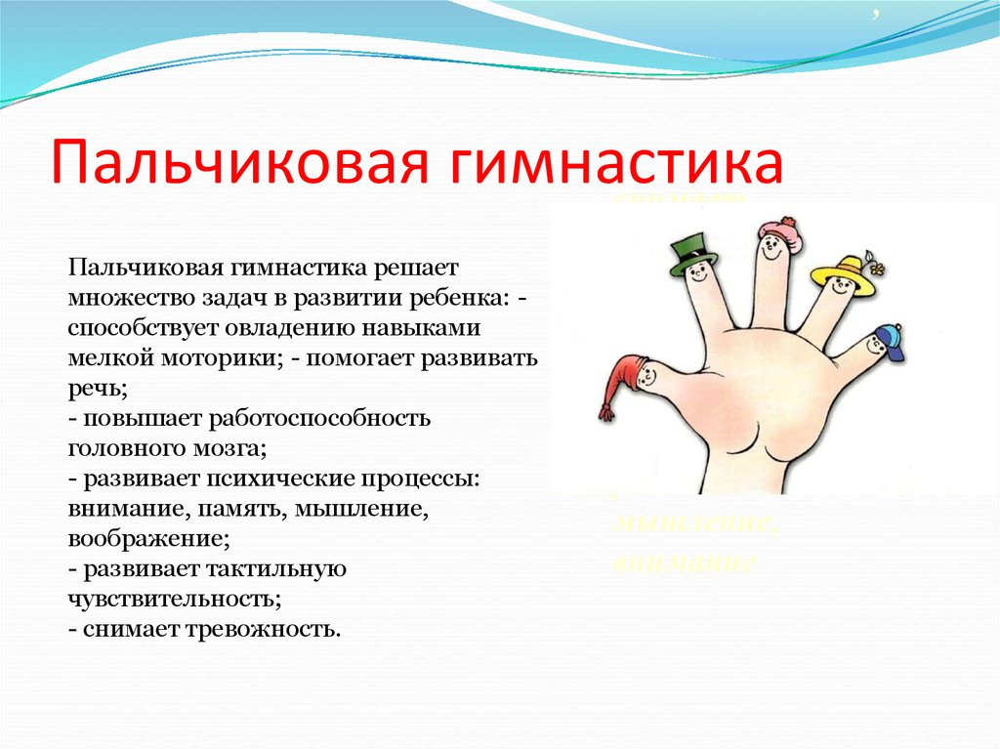 ,
Пальчиковая гимнастика
снимает
Пальчиковая гимнастика решает
множество задач в развитии ребенка: -
способствует овладению навыками
мелкой моторики; - помогает развивать
речь;
- повышает работоспособность
головного мозга;
- развивает психические процессы:
внимание, память, мышление,
воображение;
- развивает тактильную
чувствительность;
- снимает тревожность.
мышление,
внимание